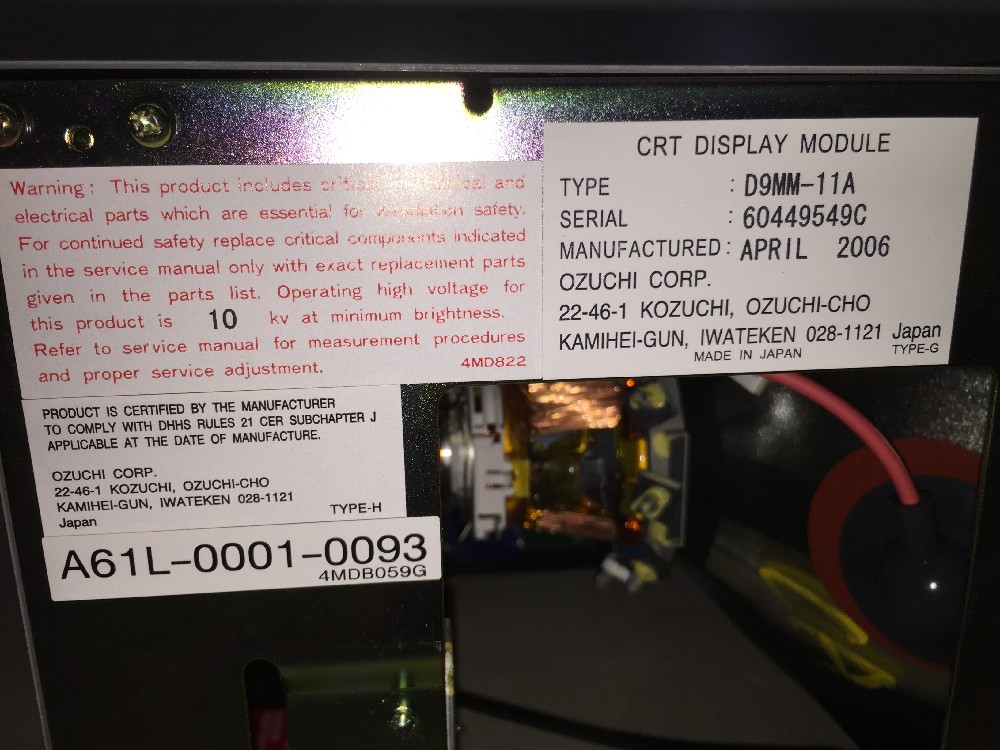 Warning: This product includes and
electrical parts which are essential for safety.
For continued safety replace critical components indicated
in the service manual only with exact replacement parts
given in the parts list. Operating high voltage for
this product is 10 kv at minimum brightness.
Refer to service manual for measurement procedures
and proper service adjustment. 4MD822
CRT DISPLAY MODULE
TYPE : D9MM-11A
SERIAL : 60449549C
MANUFACTURED : APRIL 2006
OZUCHI CORP.
22-46-1 KOZUCHI, OZUCHI-CHO
KAMIHEI-GUN, IWATEKEN 028-1121 Japan
MADE IN JAPAN TYPE-G
PRODUCT IS CERTIFIED BY THE MANUFACTURER
TO COMPLY WITH DHHS RULES 21 CER SUBCHAPTER J
APPLICABLE AT THE DATE OF MANUFACTURE.
OZUCHI CORP.
22-46-1 KOZUCHI, OZUCHI-CHO
KAMIHEI-GUN, IWATEKEN 028-1121
Japan TYPE-H
A61L-0001-0093
4MDB059G